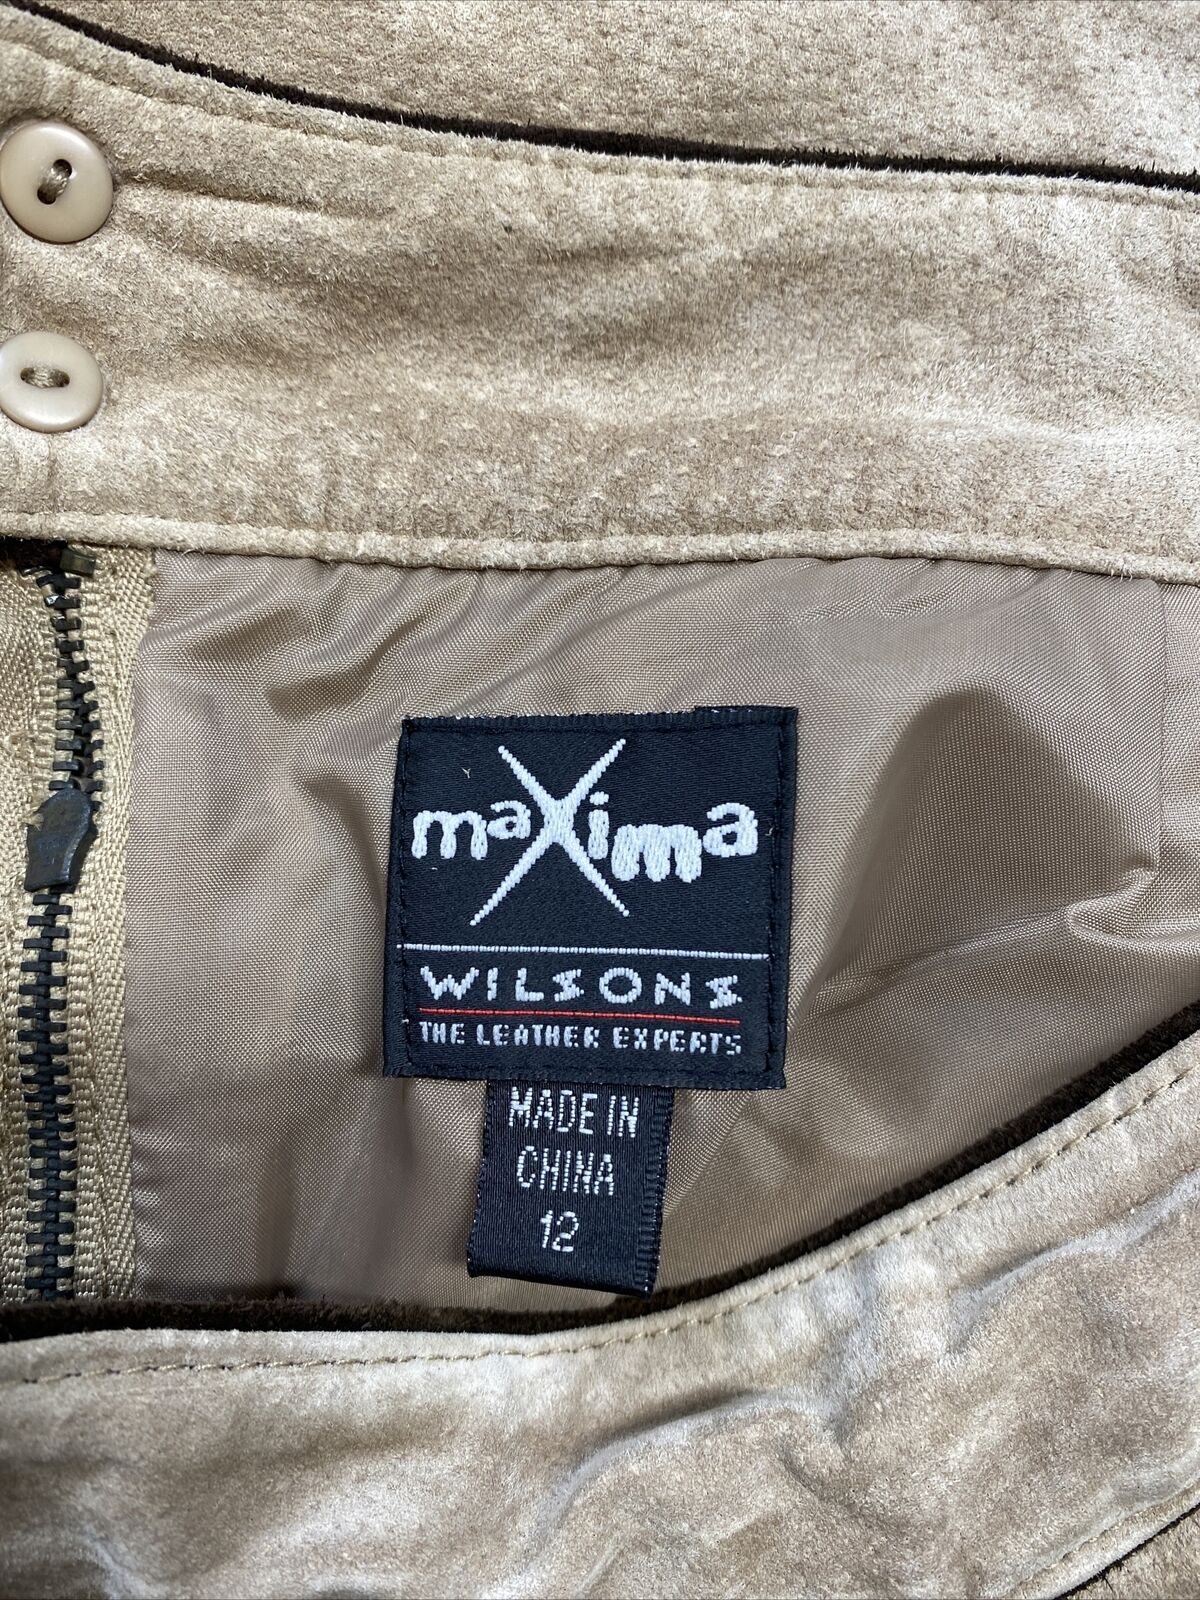 maXima
WILSONS
THE LEATHER EXPERTS
MADE IN
CHINA
12